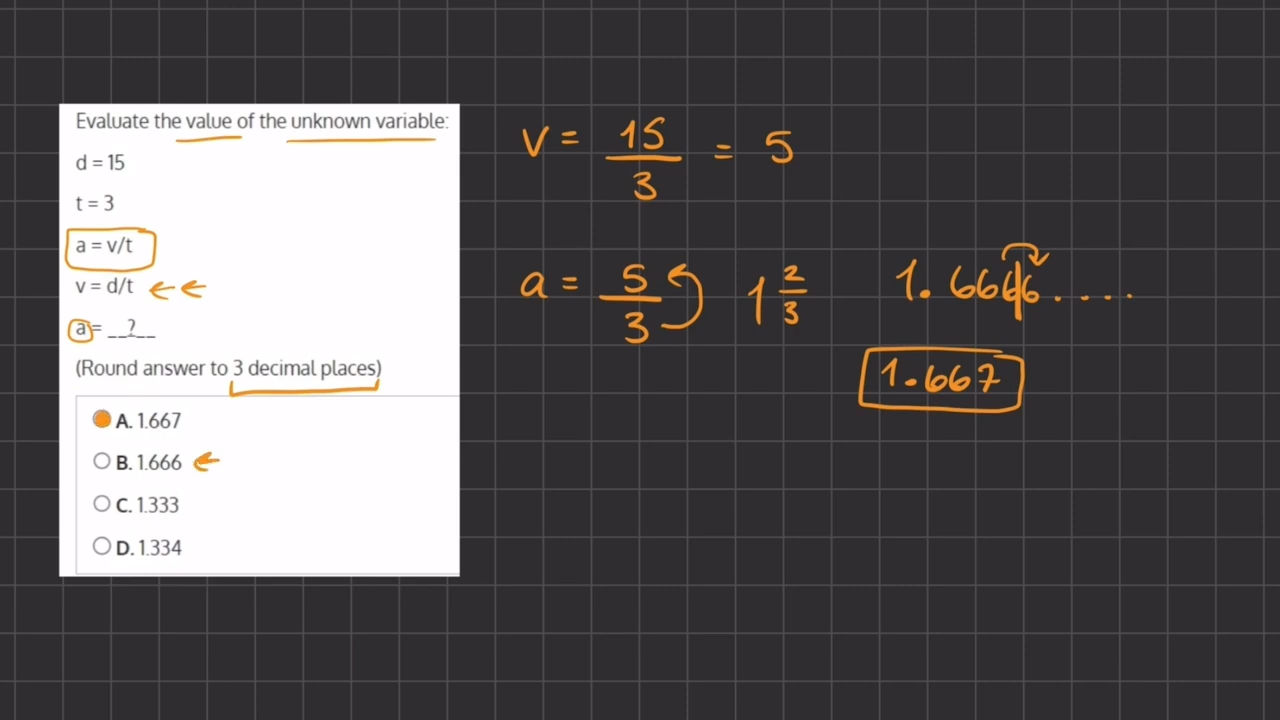 Evaluate the value of the unknown variable:
d = 15
t = 3
a = v/t
v = d/t
a = __?__
(Round answer to 3 decimal places)
A. 1.667
B. 1.666
C. 1.333
D. 1.334
v = 15/3 = 5
a = 5/3 1 2/3 1.6666....
1.667